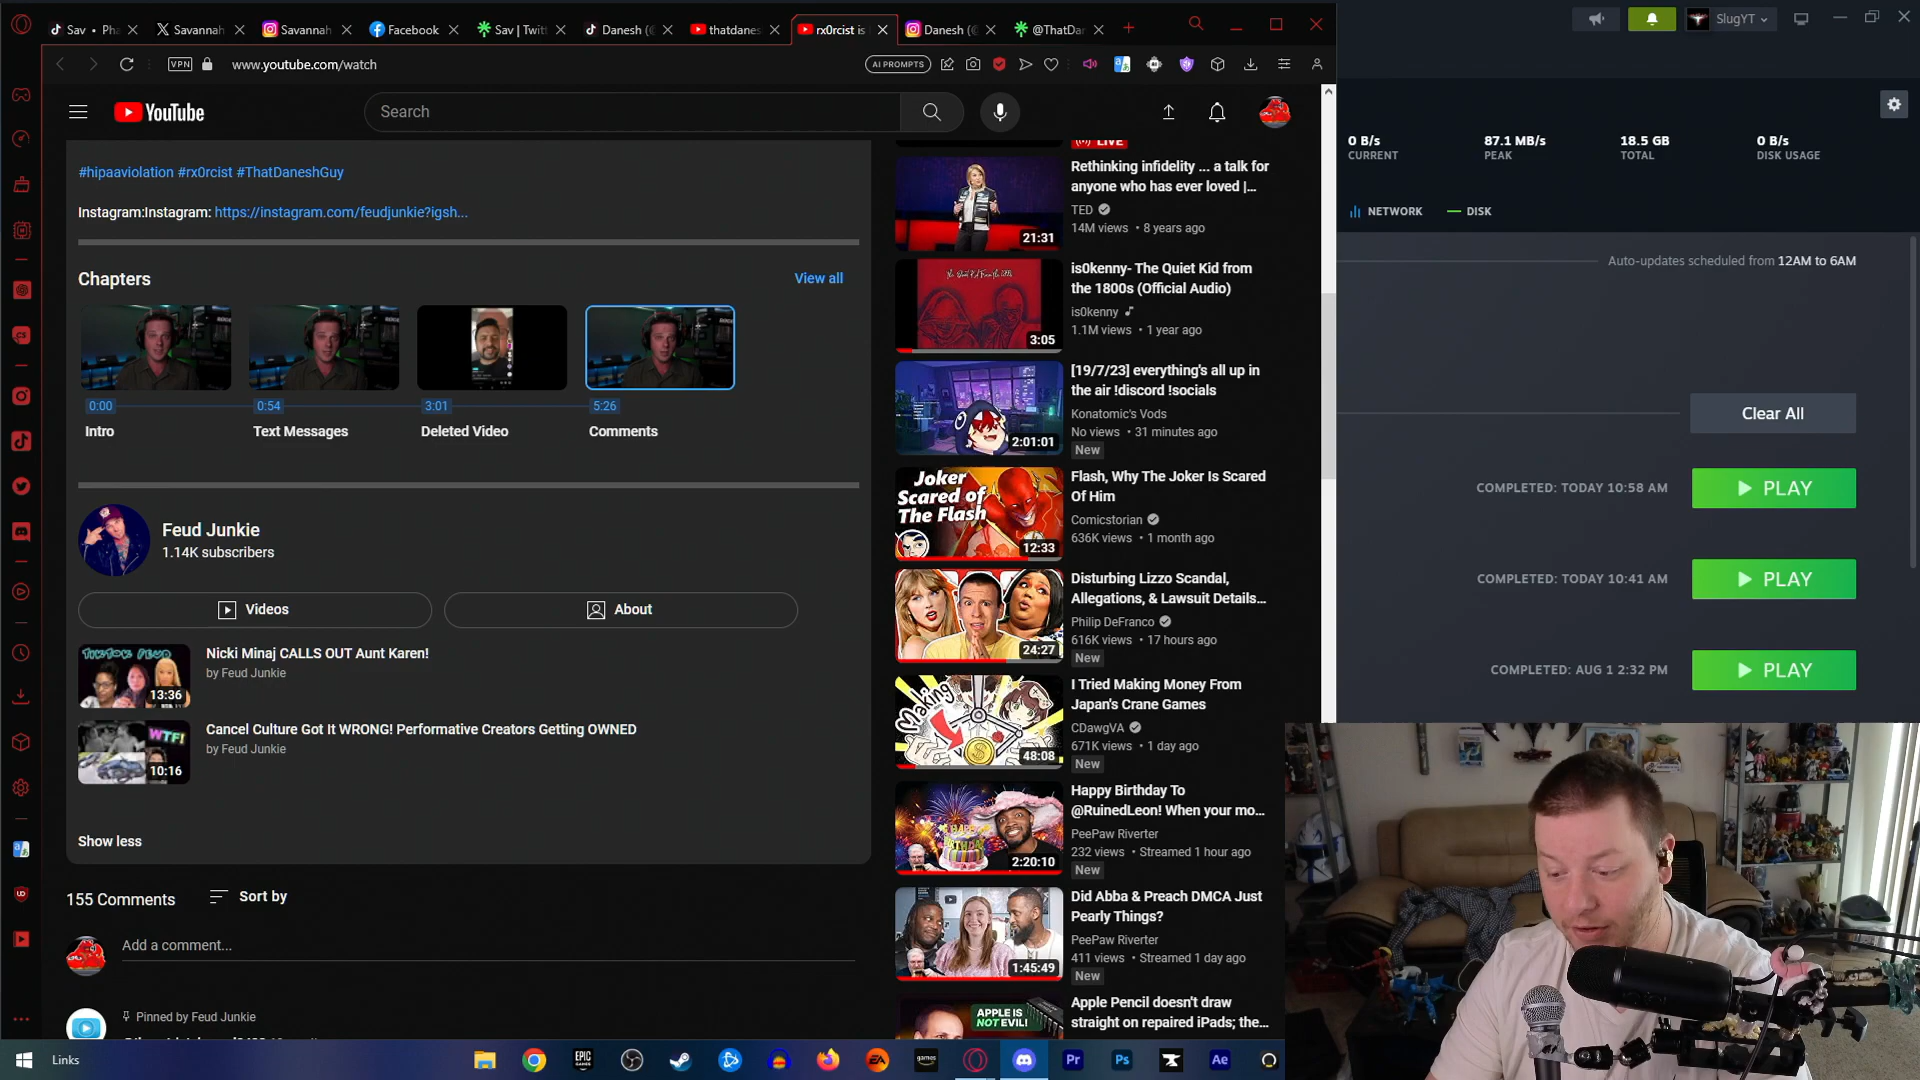 Sav • Pha
Savannah
Savannah
Facebook
Sav | Twitt
Danesh (@
thatdanes
rx0rcist is
Danesh (
@ThatDar
SlugYT
VPN
www.youtube.com/watch
AI PROMPTS
YouTube
Search
#hipaaviolation #rx0rcist #ThatDaneshGuy
Instagram:Instagram: https://instagram.com/feudjunkie?igsh...
Chapters
View all
0:00
0:54
3:01
5:26
Intro
Text Messages
Deleted Video
Comments
Feud Junkie
1.14K subscribers
Videos
About
TIKTOK FEUD
13:36
Nicki Minaj CALLS OUT Aunt Karen!
by Feud Junkie
WTF!
10:16
Cancel Culture Got It WRONG! Performative Creators Getting OWNED
by Feud Junkie
Show less
155 Comments
Sort by
Add a comment...
Pinned by Feud Junkie
LIVE
21:31
Rethinking infidelity ... a talk for
anyone who has ever loved |...
TED
14M views • 8 years ago
3:05
is0kenny- The Quiet Kid from
the 1800s (Official Audio)
is0kenny
1.1M views • 1 year ago
2:01:01
[19/7/23] everything's all up in
the air !discord !socials
Konatomic's Vods
No views • 31 minutes ago
New
Joker
Scared of
The Flash
12:33
Flash, Why The Joker Is Scared
Of Him
Comicstorian
636K views • 1 month ago
24:27
Disturbing Lizzo Scandal,
Allegations, & Lawsuit Details...
Philip DeFranco
616K views • 17 hours ago
New
Making
48:08
I Tried Making Money From
Japan's Crane Games
CDawgVA
671K views • 1 day ago
New
2:20:10
Happy Birthday To
@RuinedLeon! When your mo...
PeePaw Riverter
232 views • Streamed 1 hour ago
New
1:45:49
Did Abba & Preach DMCA Just
Pearly Things?
PeePaw Riverter
411 views • Streamed 1 day ago
New
APPLE IS
NOT EVIL!
Apple Pencil doesn't draw
straight on repaired iPads; the...
0 B/s
CURRENT
87.1 MB/s
PEAK
18.5 GB
TOTAL
0 B/s
DISK USAGE
NETWORK
DISK
Auto-updates scheduled from 12AM to 6AM
Clear All
COMPLETED: TODAY 10:58 AM
PLAY
COMPLETED: TODAY 10:41 AM
PLAY
COMPLETED: AUG 1 2:32 PM
PLAY
Links
EPIC
GAMES
EA
games
Pr
Ps
Ae